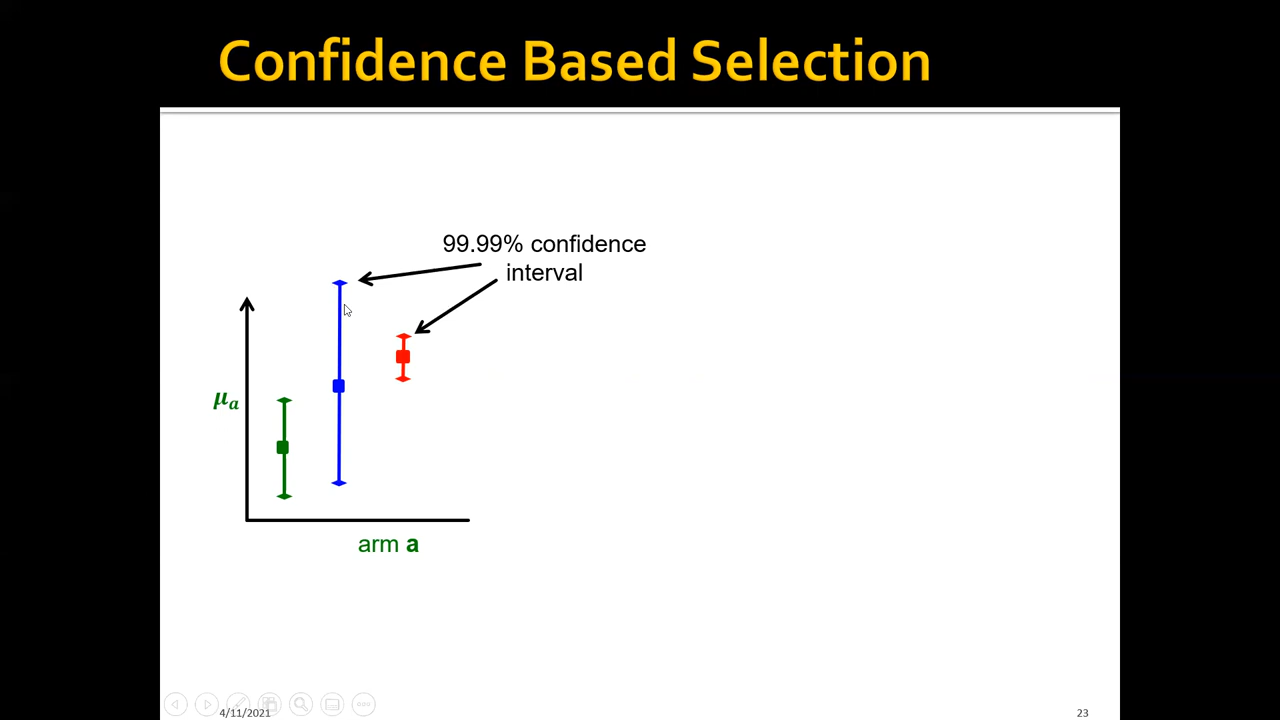 Confidence Based Selection
99.99% confidence
interval
μₐ
arm a
4/11/2021
23